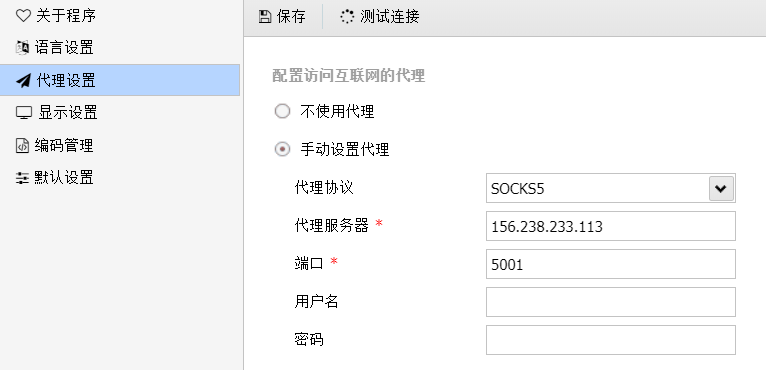 关于程序
语言设置
代理设置
显示设置
编码管理
默认设置
保存 测试连接
配置访问互联网的代理
不使用代理
手动设置代理
代理协议 SOCKS5
代理服务器 * 156.238.233.113
端口 * 5001
用户名
密码